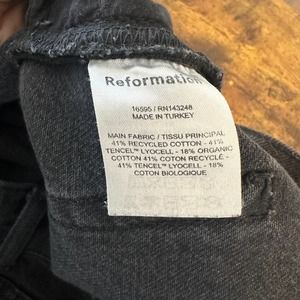 Reformation
16595 / RN143248
MADE IN TURKEY
MAIN FABRIC / TISSU PRINCIPAL
41% RECYCLED COTTON - 41%
TENCEL™ LYOCELL - 18% ORGANIC
COTTON 41% COTON RECYCLÉ -
41% TENCEL™ LYOCELL - 18%
COTON BIOLOGIQUE